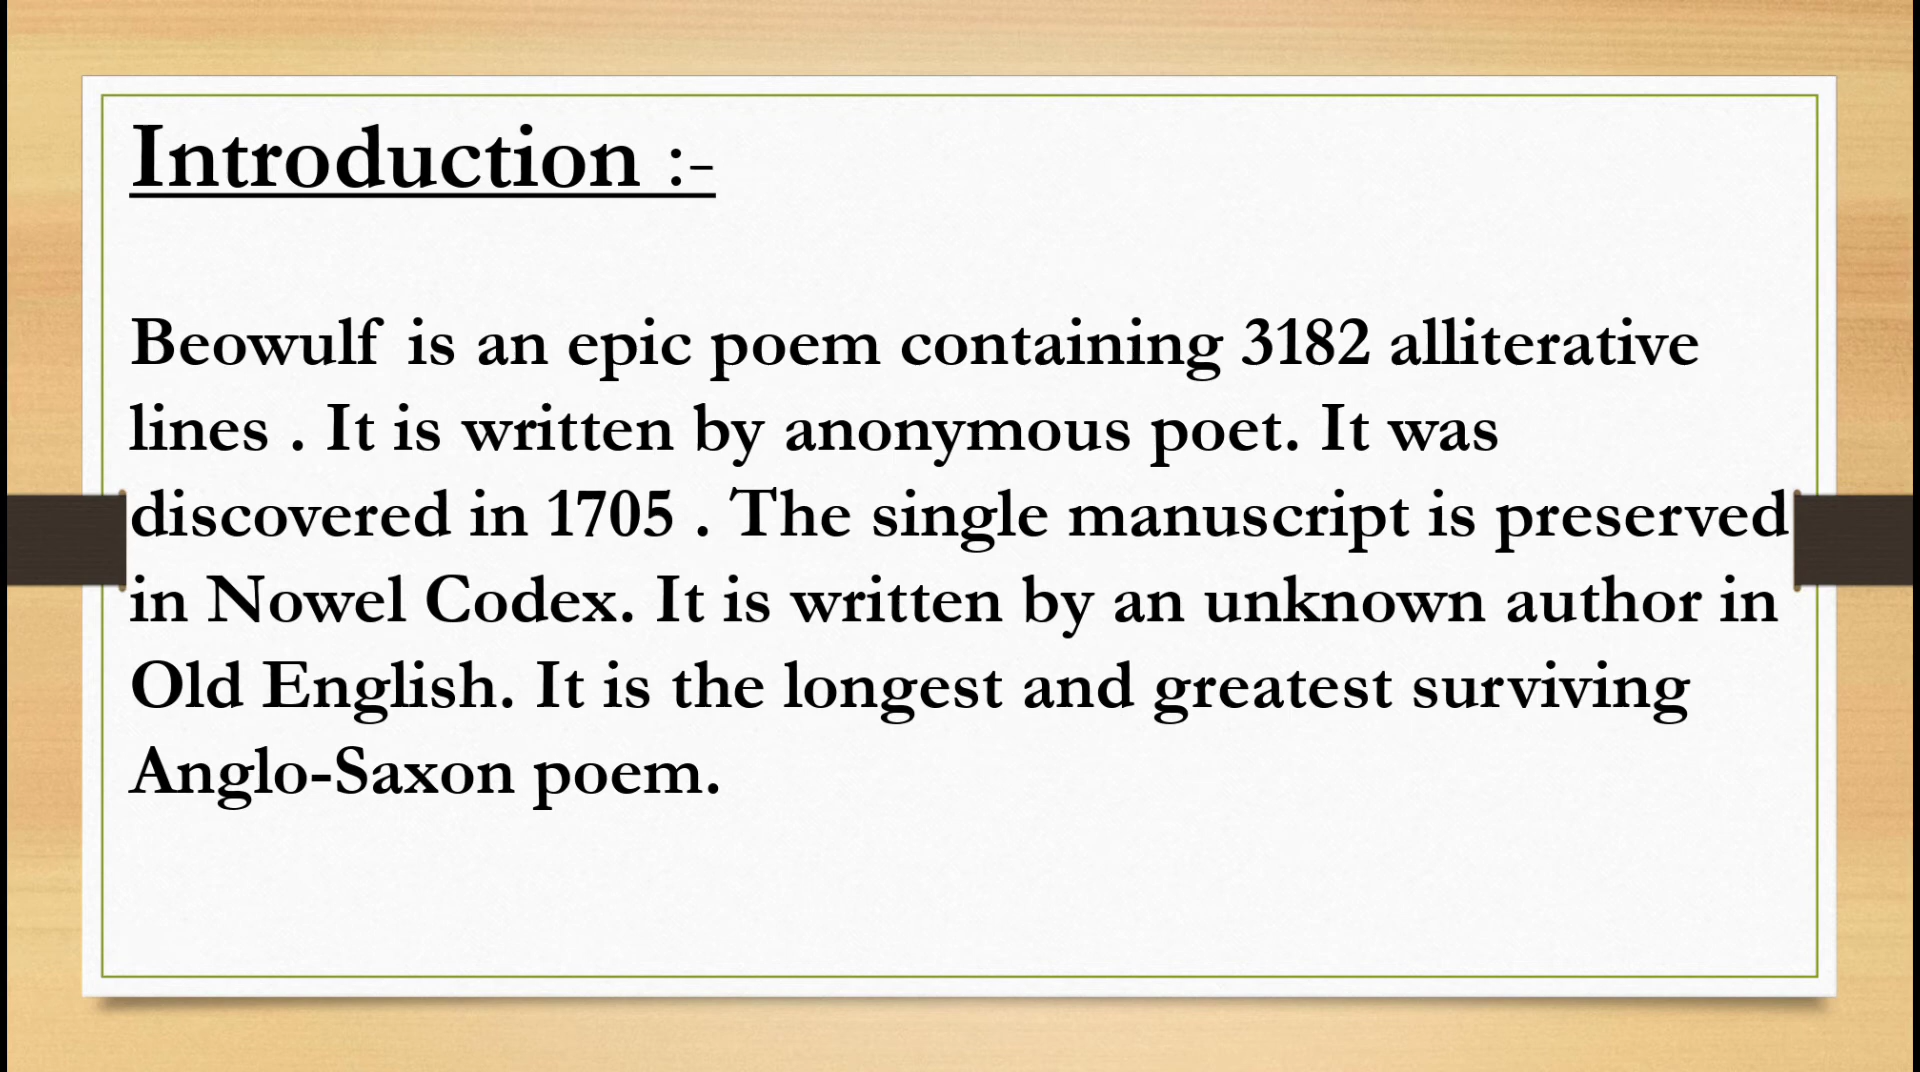 Introduction :-
Beowulf is an epic poem containing 3182 alliterative
lines . It is written by anonymous poet. It was
discovered in 1705 . The single manuscript is preserved
in Nowel Codex. It is written by an unknown author in
Old English. It is the longest and greatest surviving
Anglo-Saxon poem.